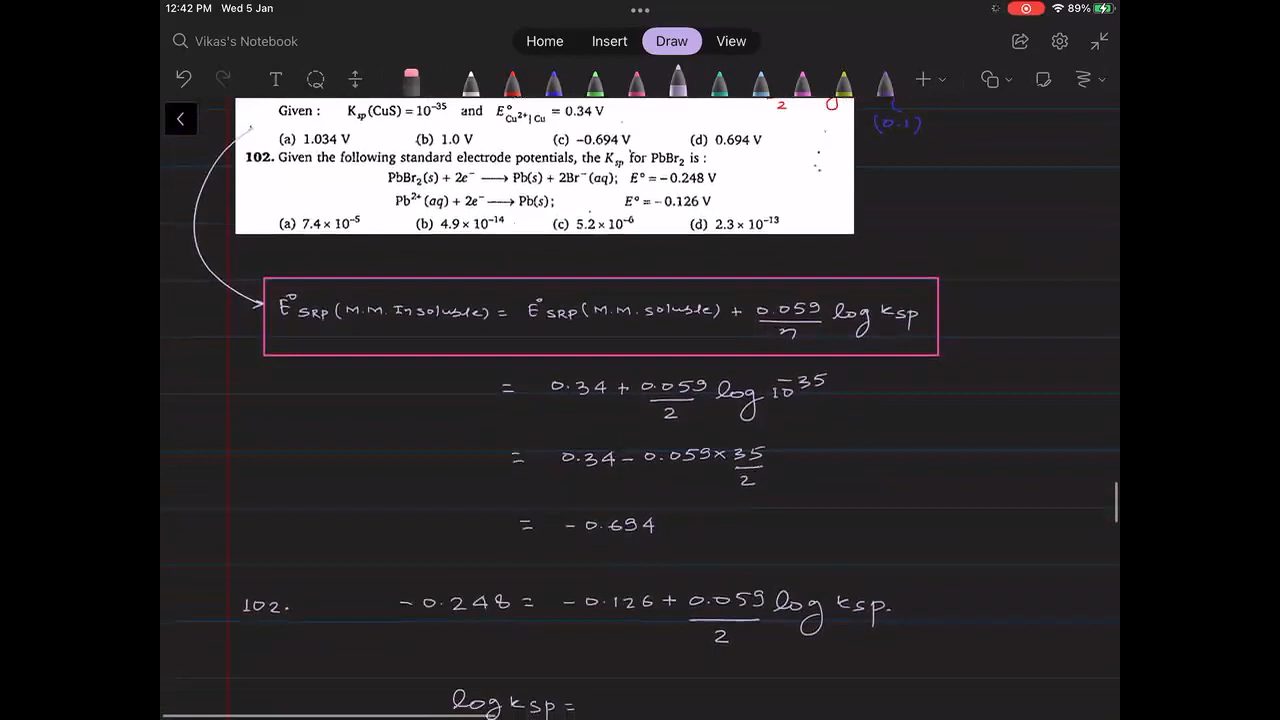 12:42 PM Wed 5 Jan
89%
Vikas's Notebook
Home Insert Draw View
2 0
(0.1)
Given : Ksp(CuS) = 10⁻³⁵ and E°Cu²⁺|Cu = 0.34 V
(a) 1.034 V (b) 1.0 V (c) −0.694 V (d) 0.694 V
102. Given the following standard electrode potentials, the Ksp for PbBr₂ is :
PbBr₂(s) + 2e⁻ ⟶ Pb(s) + 2Br⁻(aq); E° = −0.248 V
Pb²⁺(aq) + 2e⁻ ⟶ Pb(s); E° = −0.126 V
(a) 7.4 × 10⁻⁵ (b) 4.9 × 10⁻¹⁴ (c) 5.2 × 10⁻⁶ (d) 2.3 × 10⁻¹³
E°SRP (M.M. Insoluble) = E°SRP (M.M. soluble) + 0.059/n log ksp
= 0.34 + 0.059/2 log 10⁻³⁵
= 0.34 − 0.059 × 35/2
= −0.694
102. −0.248 = −0.126 + 0.059/2 log ksp.
log ksp =